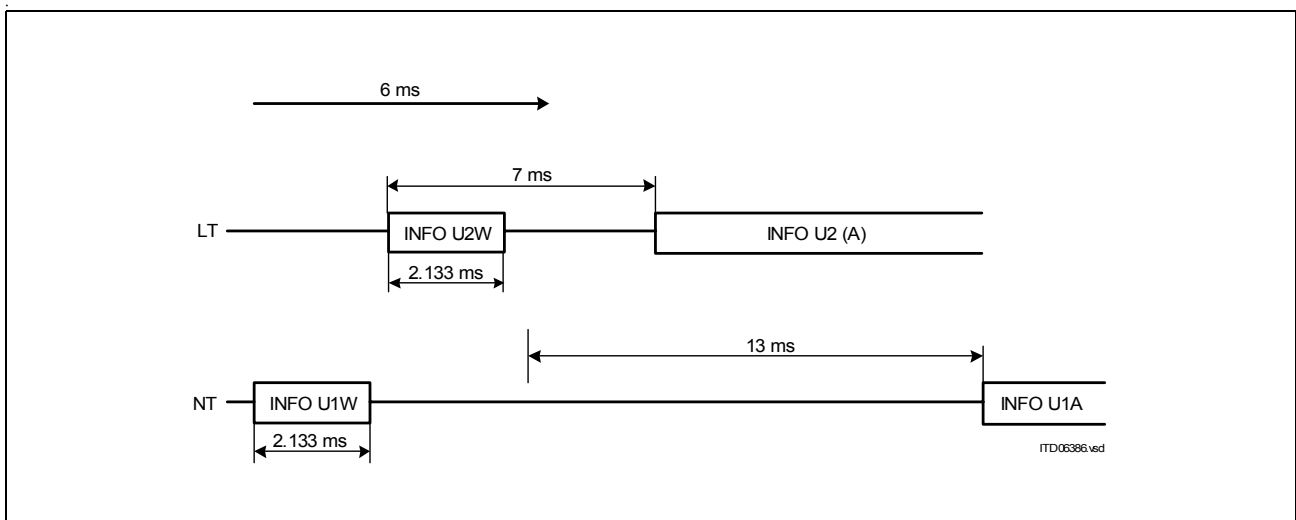 6 ms
7 ms
LT
INFO U2W
INFO U2 (A)
2.133 ms
13 ms
NT
INFO U1W
INFO U1A
2.133 ms
ITD06386.vsd